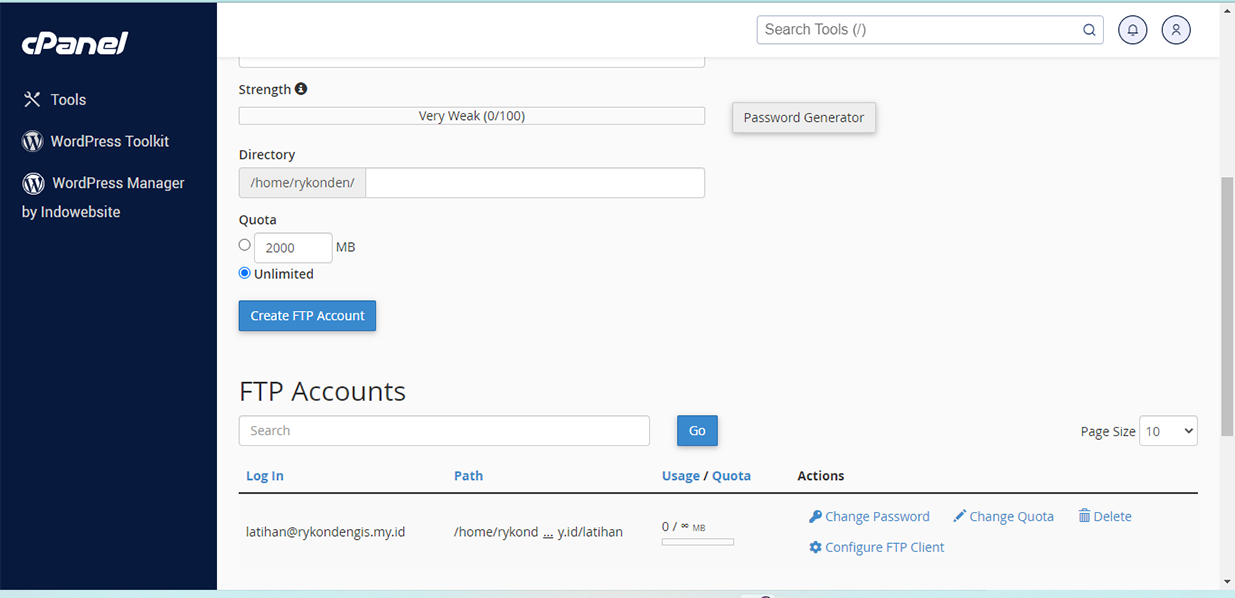 cPanel
Search Tools (/)
Tools
WordPress Toolkit
WordPress Manager
by Indowebsite
Strength
Very Weak (0/100)
Password Generator
Directory
/home/rykonden/
Quota
2000 MB
Unlimited
Create FTP Account
FTP Accounts
Search Go Page Size 10
Log In Path Usage / Quota Actions
latihan@rykondengis.my.id /home/rykond ... y.id/latihan 0 / ∞ MB Change Password Change Quota Delete
Configure FTP Client